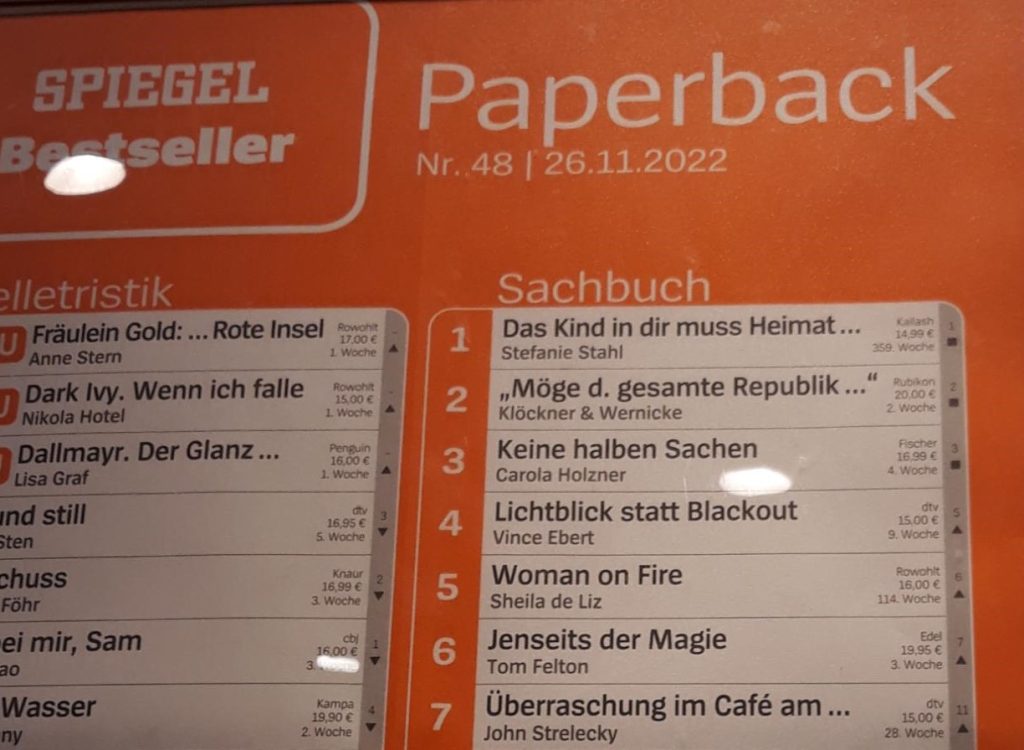 SPIEGEL
Bestseller
Paperback
Nr. 48 | 26.11.2022
elletristik
U
Fräulein Gold: ... Rote Insel
Anne Stern
Rowohlt
17,00 €
1. Woche
-
U
Dark Ivy. Wenn ich falle
Nikola Hotel
Rowohlt
15,00 €
1. Woche
-
Dallmayr. Der Glanz ...
Lisa Graf
Penguin
16,00 €
1. Woche
-
und still
Sten
dtv
16,95 €
5. Woche
3
chuss
Föhr
Knaur
16,99 €
3. Woche
2
ei mir, Sam
ao
cbj
16,00 €
3.
1
Wasser
ny
Kampa
19,90 €
2. Woche
4
Sachbuch
1
Das Kind in dir muss Heimat ...
Stefanie Stahl
Kailash
14,99 €
359. Woche
1
2
„Möge d. gesamte Republik ...“
Klöckner & Wernicke
Rubikon
20,00 €
2. Woche
2
3
Keine halben Sachen
Carola Holzner
Fischer
16,99 €
4. Woche
3
4
Lichtblick statt Blackout
Vince Ebert
dtv
15,00 €
9. Woche
5
5
Woman on Fire
Sheila de Liz
Rowohlt
16,00 €
114. Woche
6
6
Jenseits der Magie
Tom Felton
Edel
19,95 €
3. Woche
7
7
Überraschung im Café am ...
John Strelecky
dtv
15,00 €
28. Woche
11